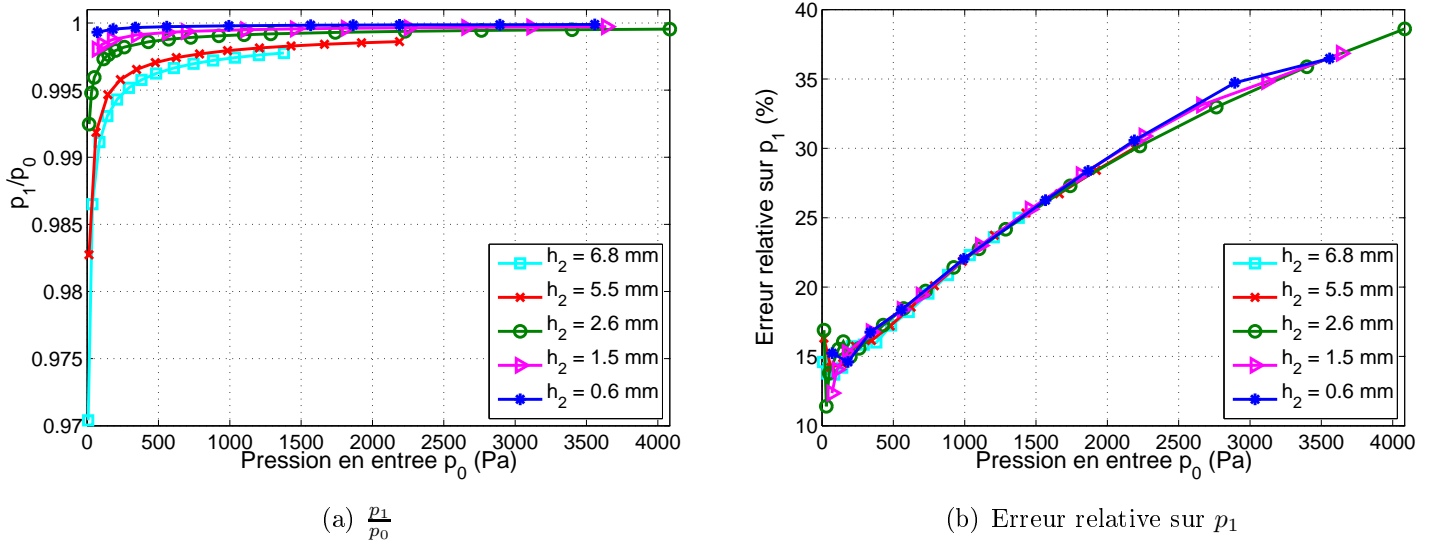 1
0.995
0.99
0.985
0.98
0.975
0.97
p1/p0
0 500 1000 1500 2000 2500 3000 3500 4000
Pression en entree p0 (Pa)
h2 = 6.8 mm
h2 = 5.5 mm
h2 = 2.6 mm
h2 = 1.5 mm
h2 = 0.6 mm
(a) p1/p0
40
35
30
25
20
15
10
Erreur relative sur p1 (%)
0 500 1000 1500 2000 2500 3000 3500 4000
Pression en entree p0 (Pa)
h2 = 6.8 mm
h2 = 5.5 mm
h2 = 2.6 mm
h2 = 1.5 mm
h2 = 0.6 mm
(b) Erreur relative sur p1